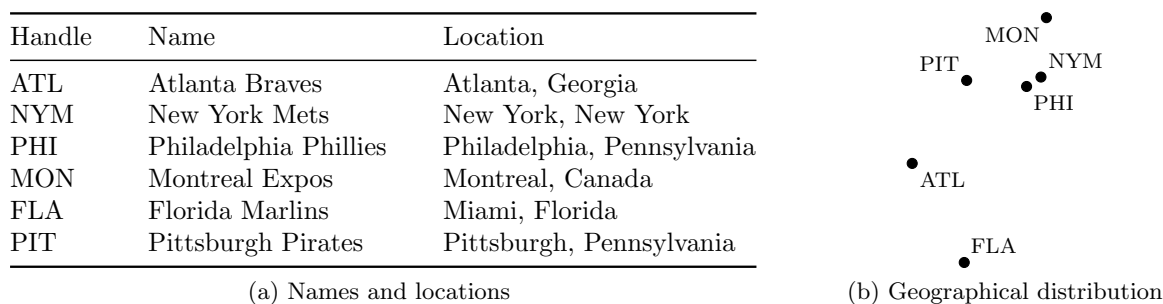 Handle Name Location
ATL Atlanta Braves Atlanta, Georgia
NYM New York Mets New York, New York
PHI Philadelphia Phillies Philadelphia, Pennsylvania
MON Montreal Expos Montreal, Canada
FLA Florida Marlins Miami, Florida
PIT Pittsburgh Pirates Pittsburgh, Pennsylvania
(a) Names and locations
MON
PIT NYM
PHI
ATL
FLA
(b) Geographical distribution